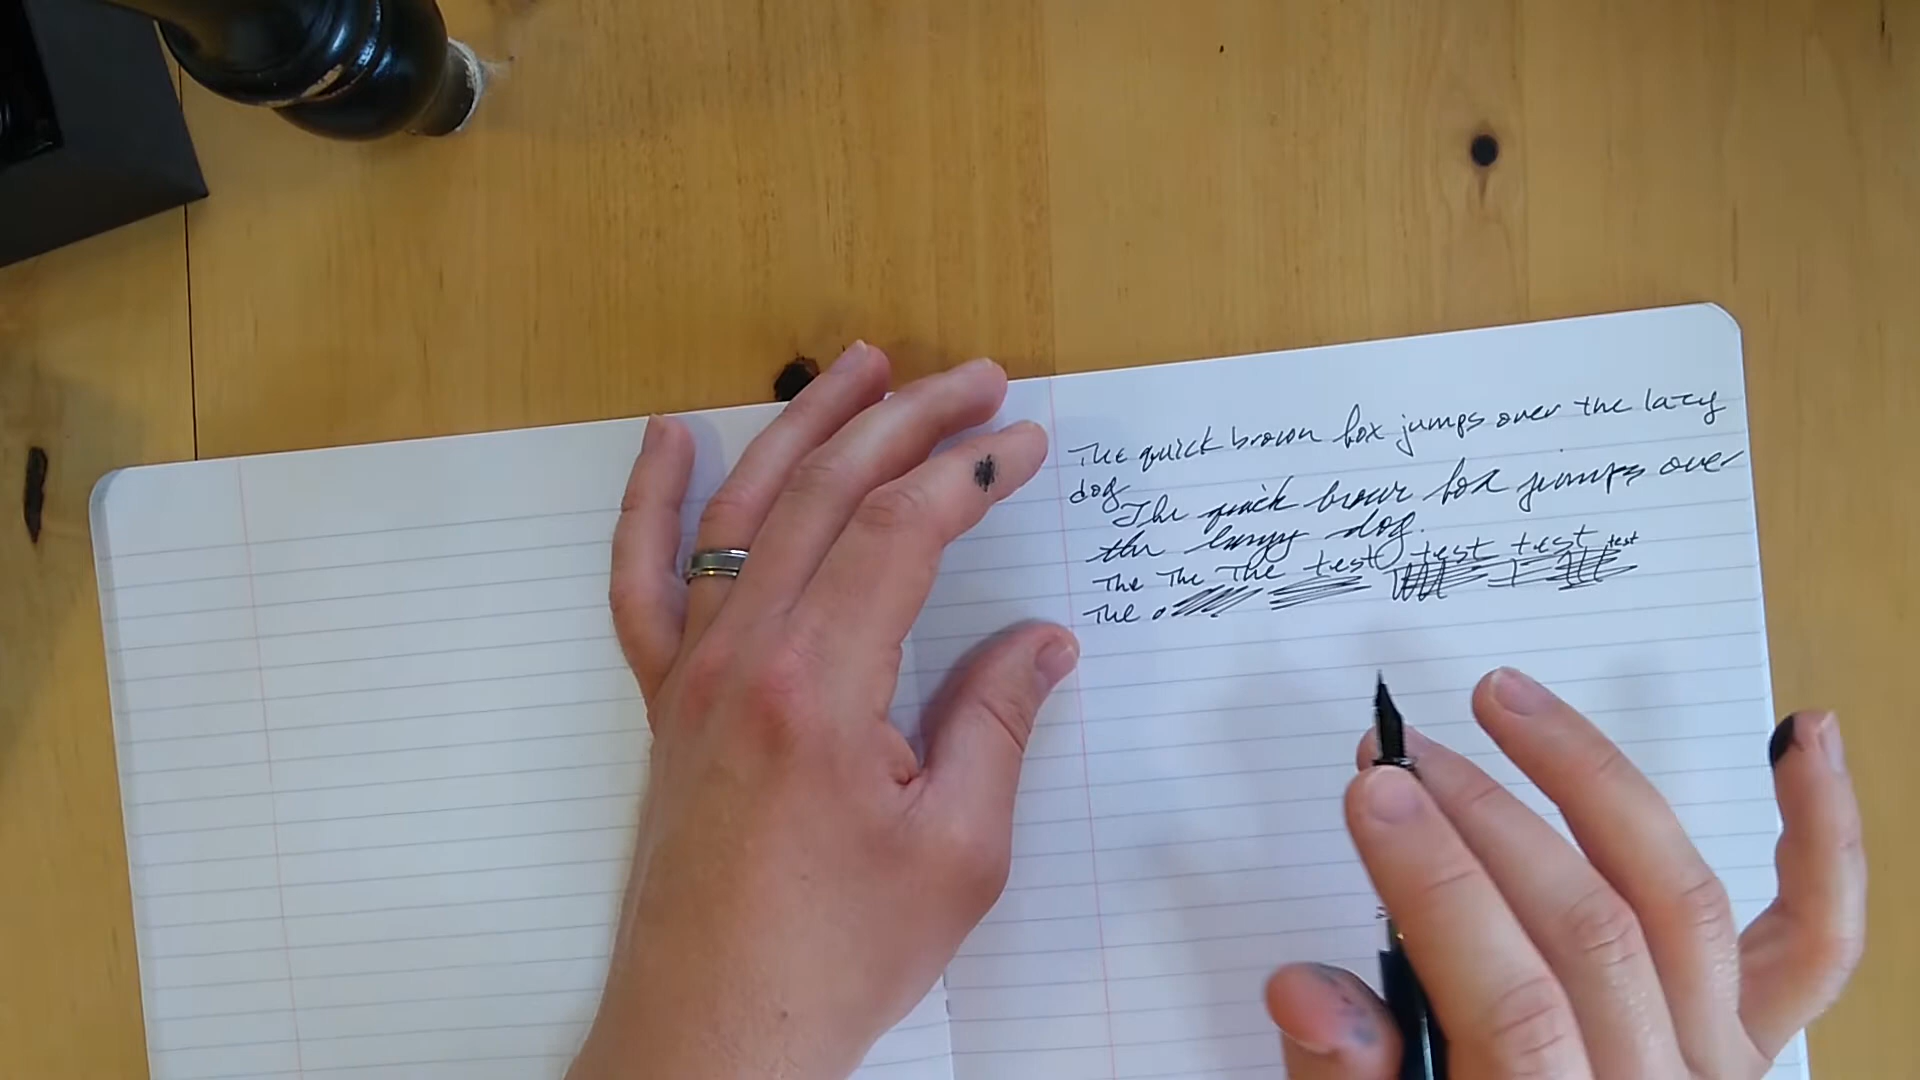 The quick brown fox jumps over the lazy
dog
The quick brown fox jumps over
the lazy dog.
The The The test test test test
The